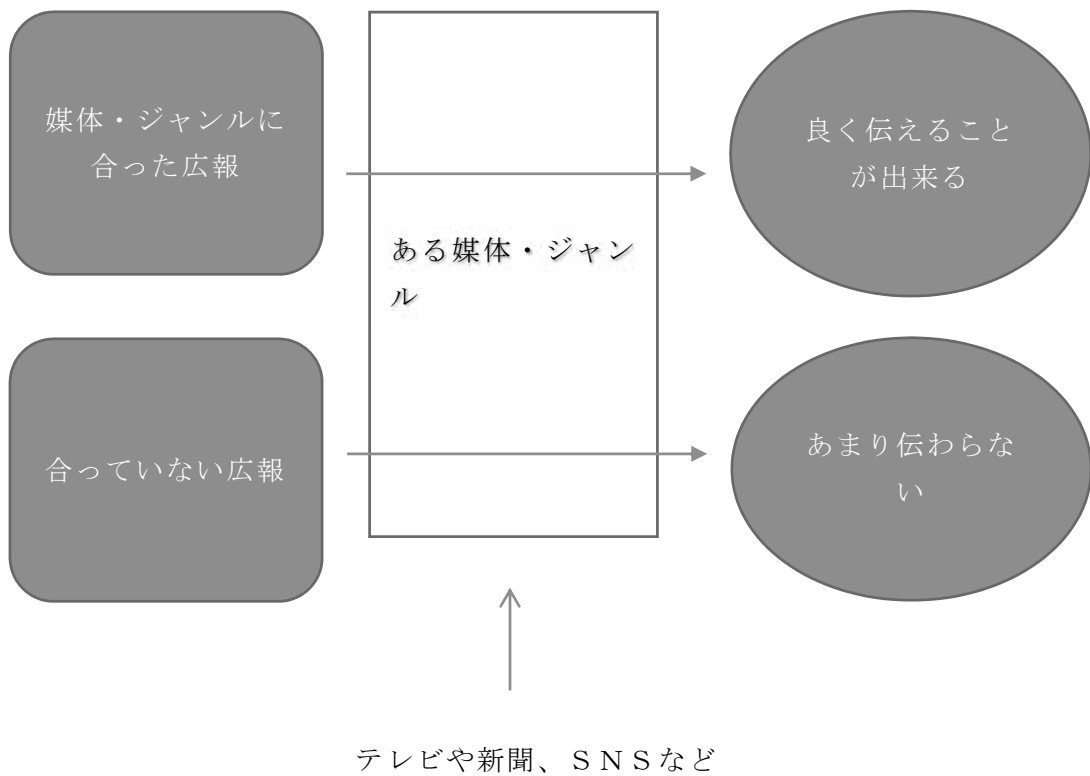 媒体・ジャンルに
合った広報
良く伝えること
が出来る
ある媒体・ジャン
ル
合っていない広報
あまり伝わらな
い
テレビや新聞、ＳＮＳなど